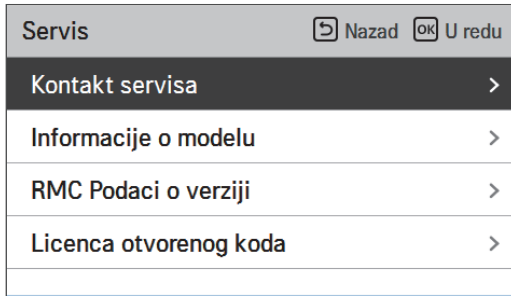 Servis Nazad OK U redu
Kontakt servisa
Informacije o modelu
RMC Podaci o verziji
Licenca otvorenog koda